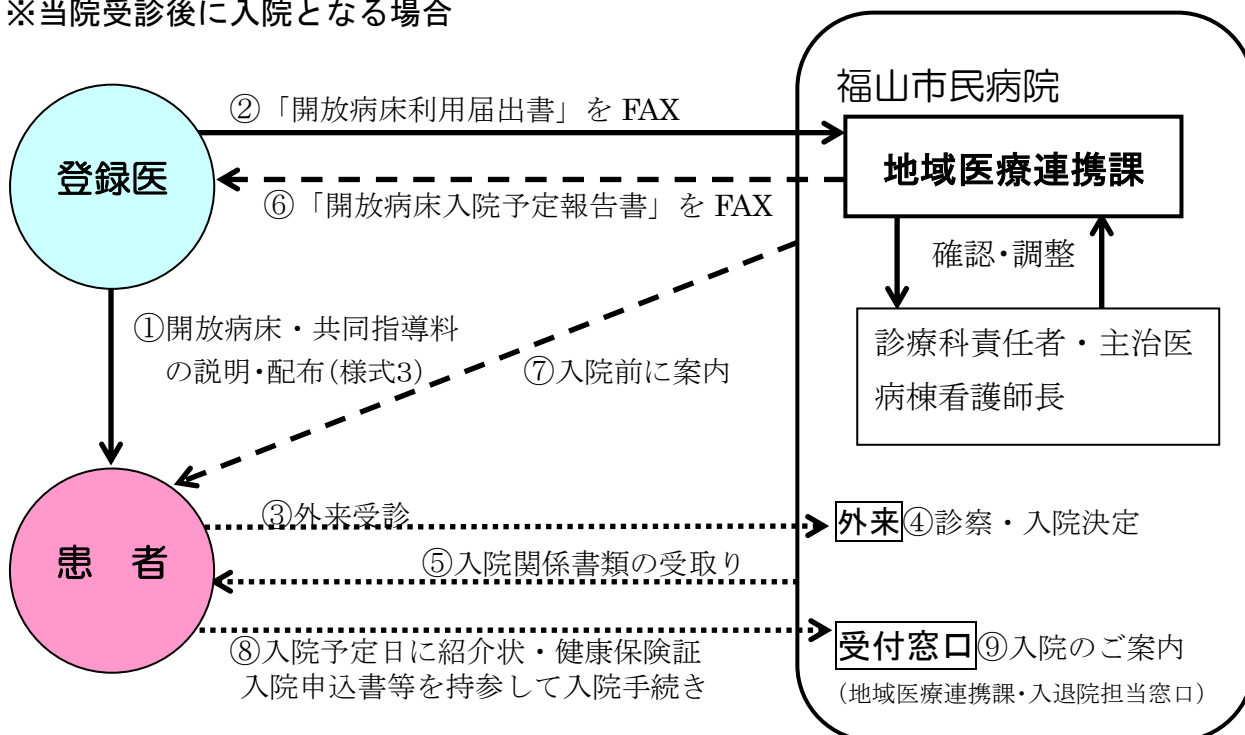 ※当院受診後に入院となる場合
福山市民病院
②「開放病床利用届出書」を FAX
登録医
地域医療連携課
⑥「開放病床入院予定報告書」を FAX
確認・調整
①開放病床・共同指導料
の説明・配布(様式3)
⑦入院前に案内
診療科責任者・主治医
病棟看護師長
③外来受診
外来④診察・入院決定
患　者
⑤入院関係書類の受取り
⑧入院予定日に紹介状・健康保険証
入院申込書等を持参して入院手続き
受付窓口⑨入院のご案内
(地域医療連携課・入退院担当窓口)